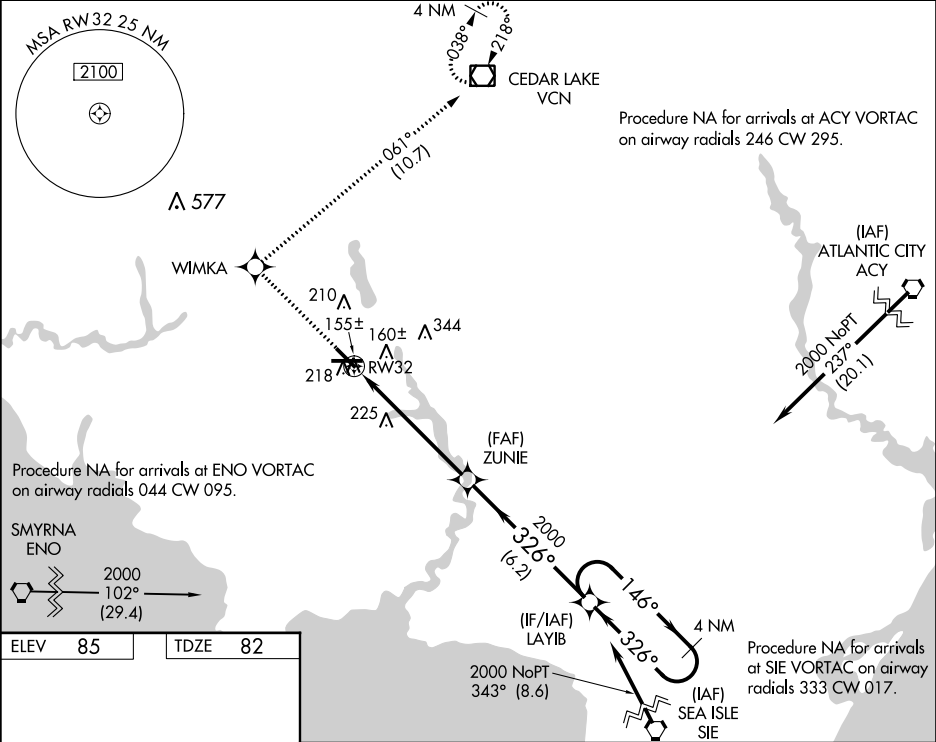 MSA RW32 25 NM
2100
4 NM
038°
218°
CEDAR LAKE
VCN
Procedure NA for arrivals at ACY VORTAC
on airway radials 246 CW 295.
061°
(10.7)
577
WIMKA
(IAF)
ATLANTIC CITY
ACY
210
155±
160±
344
218
RW32
2000 NoPT
237°
(20.1)
225
(FAF)
ZUNIE
Procedure NA for arrivals at ENO VORTAC
on airway radials 044 CW 095.
SMYRNA
ENO
2000
102°
(29.4)
2000
326°
(6.2)
146°
(IF/IAF)
LAYIB
326°
4 NM
ELEV 85
TDZE 82
Procedure NA for arrivals
at SIE VORTAC on airway
radials 333 CW 017.
2000 NoPT
343° (8.6)
(IAF)
SEA ISLE
SIE